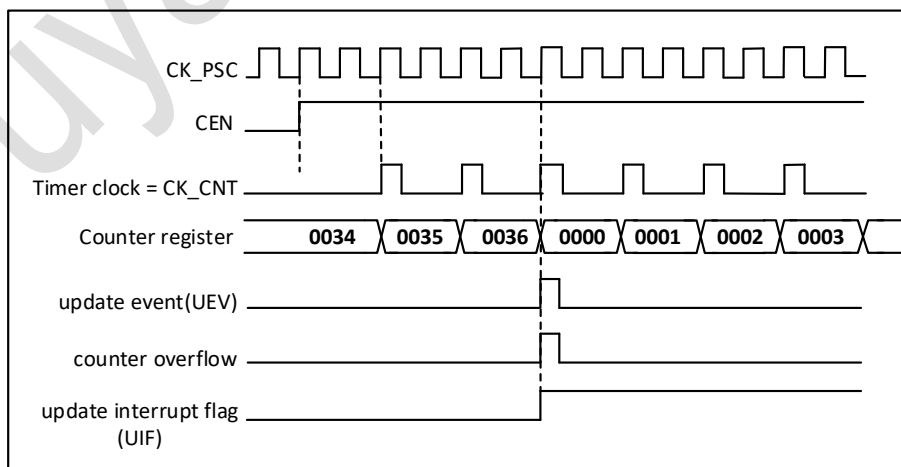 CK_PSC
CEN
Timer clock = CK_CNT
Counter register 0034 0035 0036 0000 0001 0002 0003
update event(UEV)
counter overflow
update interrupt flag
(UIF)